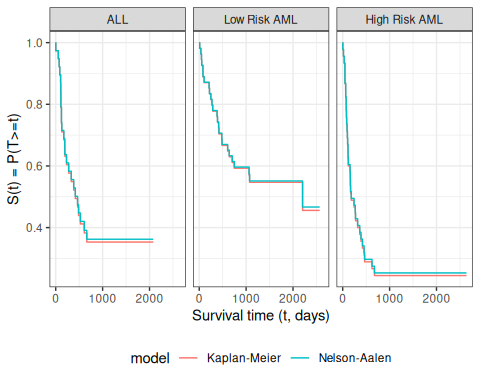 ALL Low Risk AML High Risk AML
1.0
0.8
0.6
0.4
S(t) = P(T>=t)
0 1000 2000 0 1000 2000 0 1000 2000
Survival time (t, days)
model Kaplan-Meier Nelson-Aalen